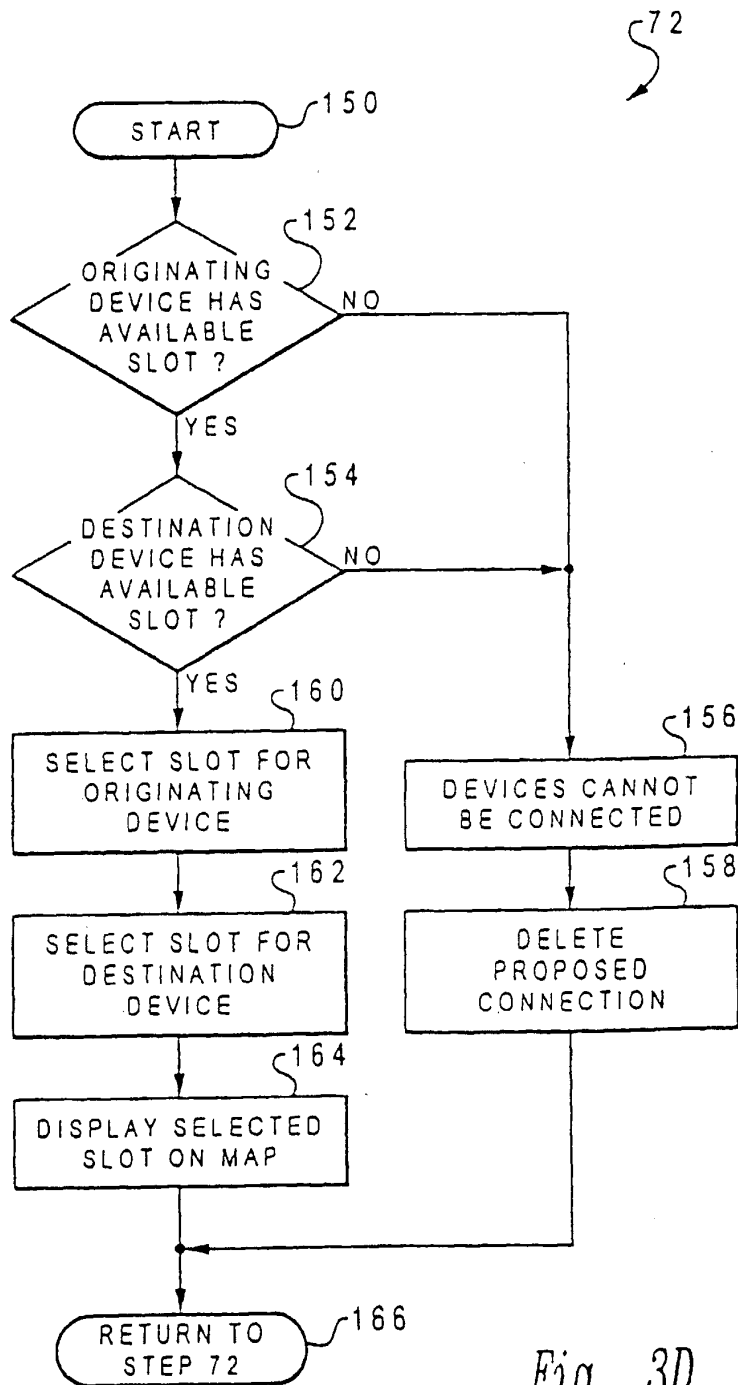 72
START
150
152
ORIGINATING
DEVICE HAS
AVAILABLE
SLOT ?
NO
YES
154
DESTINATION
DEVICE HAS
AVAILABLE
SLOT ?
NO
YES
160
SELECT SLOT FOR
ORIGINATING
DEVICE
156
DEVICES CANNOT
BE CONNECTED
162
SELECT SLOT FOR
DESTINATION
DEVICE
158
DELETE
PROPOSED
CONNECTION
164
DISPLAY SELECTED
SLOT ON MAP
RETURN TO
STEP 72
166
Fig. 3D